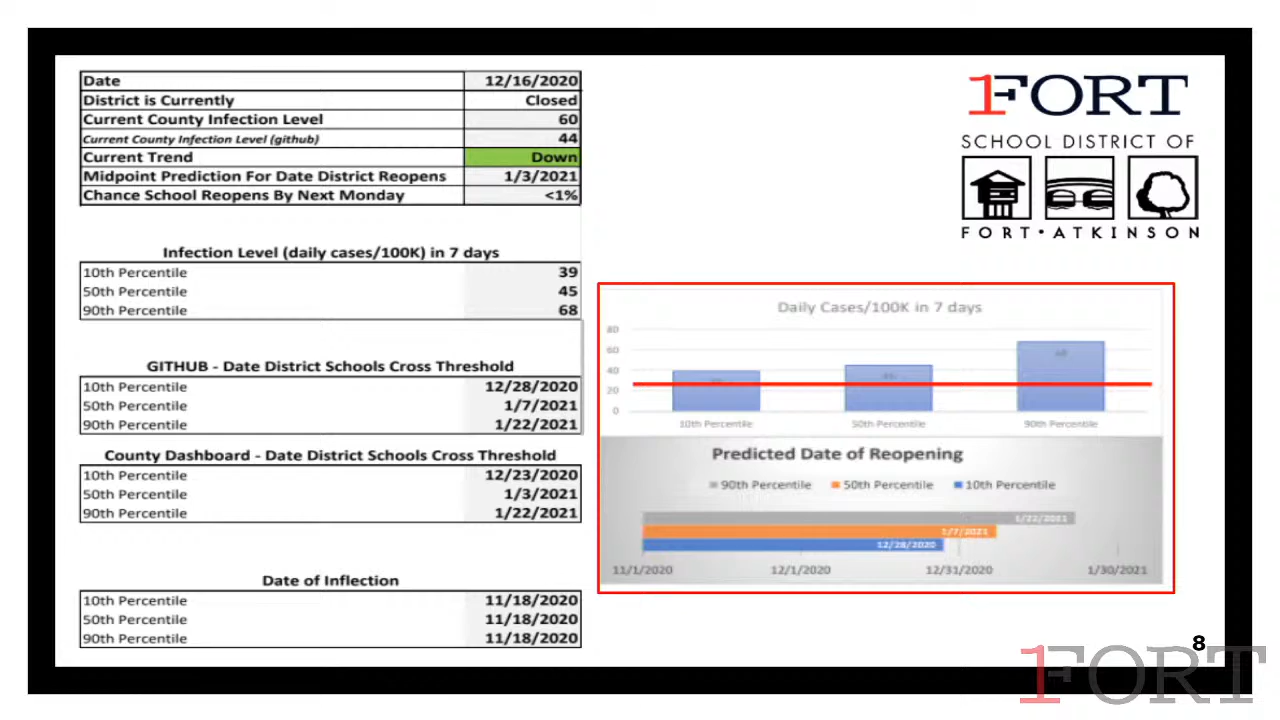 Date 12/16/2020
District is Currently Closed
Current County Infection Level 60
Current County Infection Level (github) 44
Current Trend Down
Midpoint Prediction For Date District Reopens 1/3/2021
Chance School Reopens By Next Monday <1%
Infection Level (daily cases/100K) in 7 days
10th Percentile 39
50th Percentile 45
90th Percentile 68
GITHUB - Date District Schools Cross Threshold
10th Percentile 12/28/2020
50th Percentile 1/7/2021
90th Percentile 1/22/2021
County Dashboard - Date District Schools Cross Threshold
10th Percentile 12/23/2020
50th Percentile 1/3/2021
90th Percentile 1/22/2021
Date of Inflection
10th Percentile 11/18/2020
50th Percentile 11/18/2020
90th Percentile 11/18/2020
1FORT
SCHOOL DISTRICT OF
FORT·ATKINSON
Daily Cases/100K in 7 days
80
60
40
20
0
10th Percentile 50th Percentile 90th Percentile
Predicted Date of Reopening
90th Percentile 50th Percentile 10th Percentile
1/22/2021
1/7/2021
12/28/2020
11/1/2020 12/1/2020 12/31/2020 1/30/2021
8
1FORT